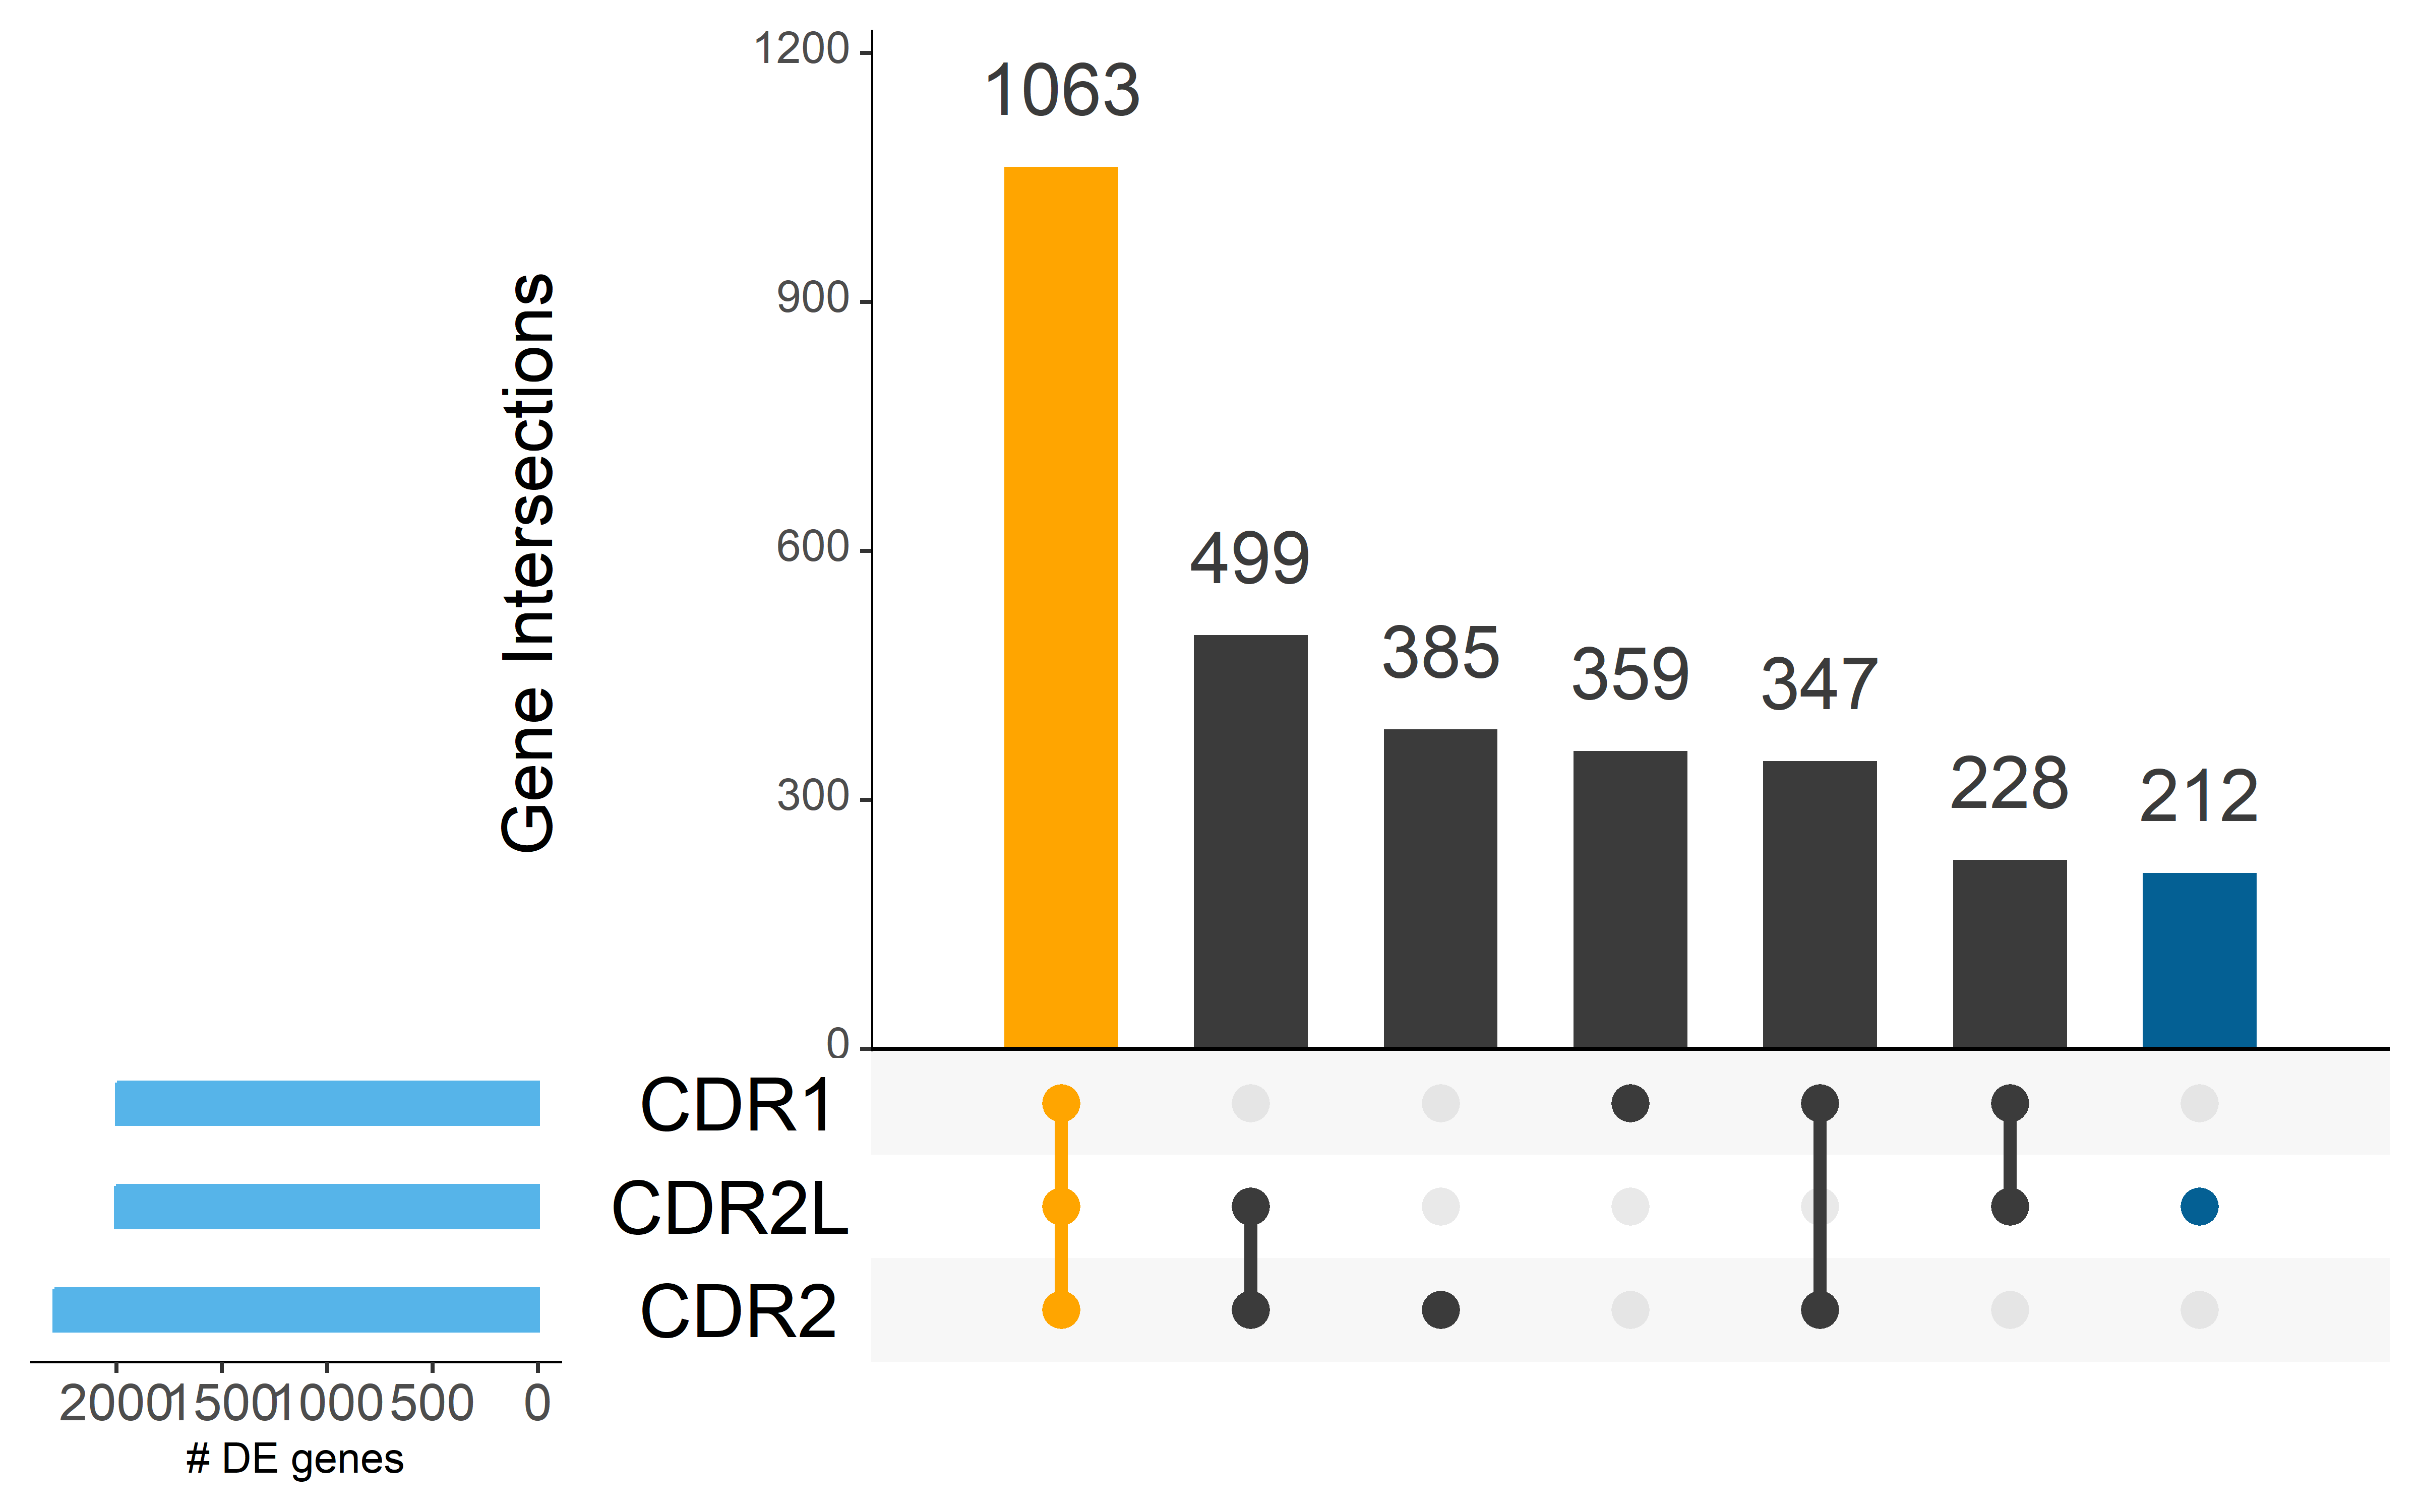 1200
900
600
300
0
Gene Intersections
1063
499
385
359
347
228
212
CDR1
CDR2L
CDR2
2000 1500 1000 500 0
# DE genes